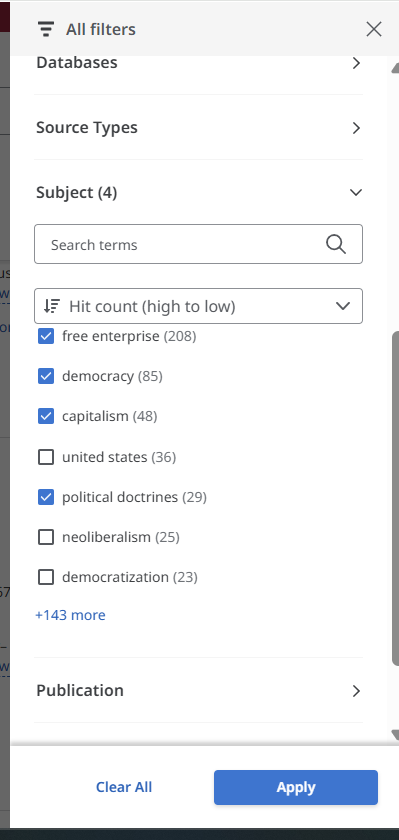 All filters
Databases
Source Types
Subject (4)
Search terms
Hit count (high to low)
free enterprise (208)
democracy (85)
capitalism (48)
united states (36)
political doctrines (29)
neoliberalism (25)
democratization (23)
+143 more
Publication
Clear All
Apply